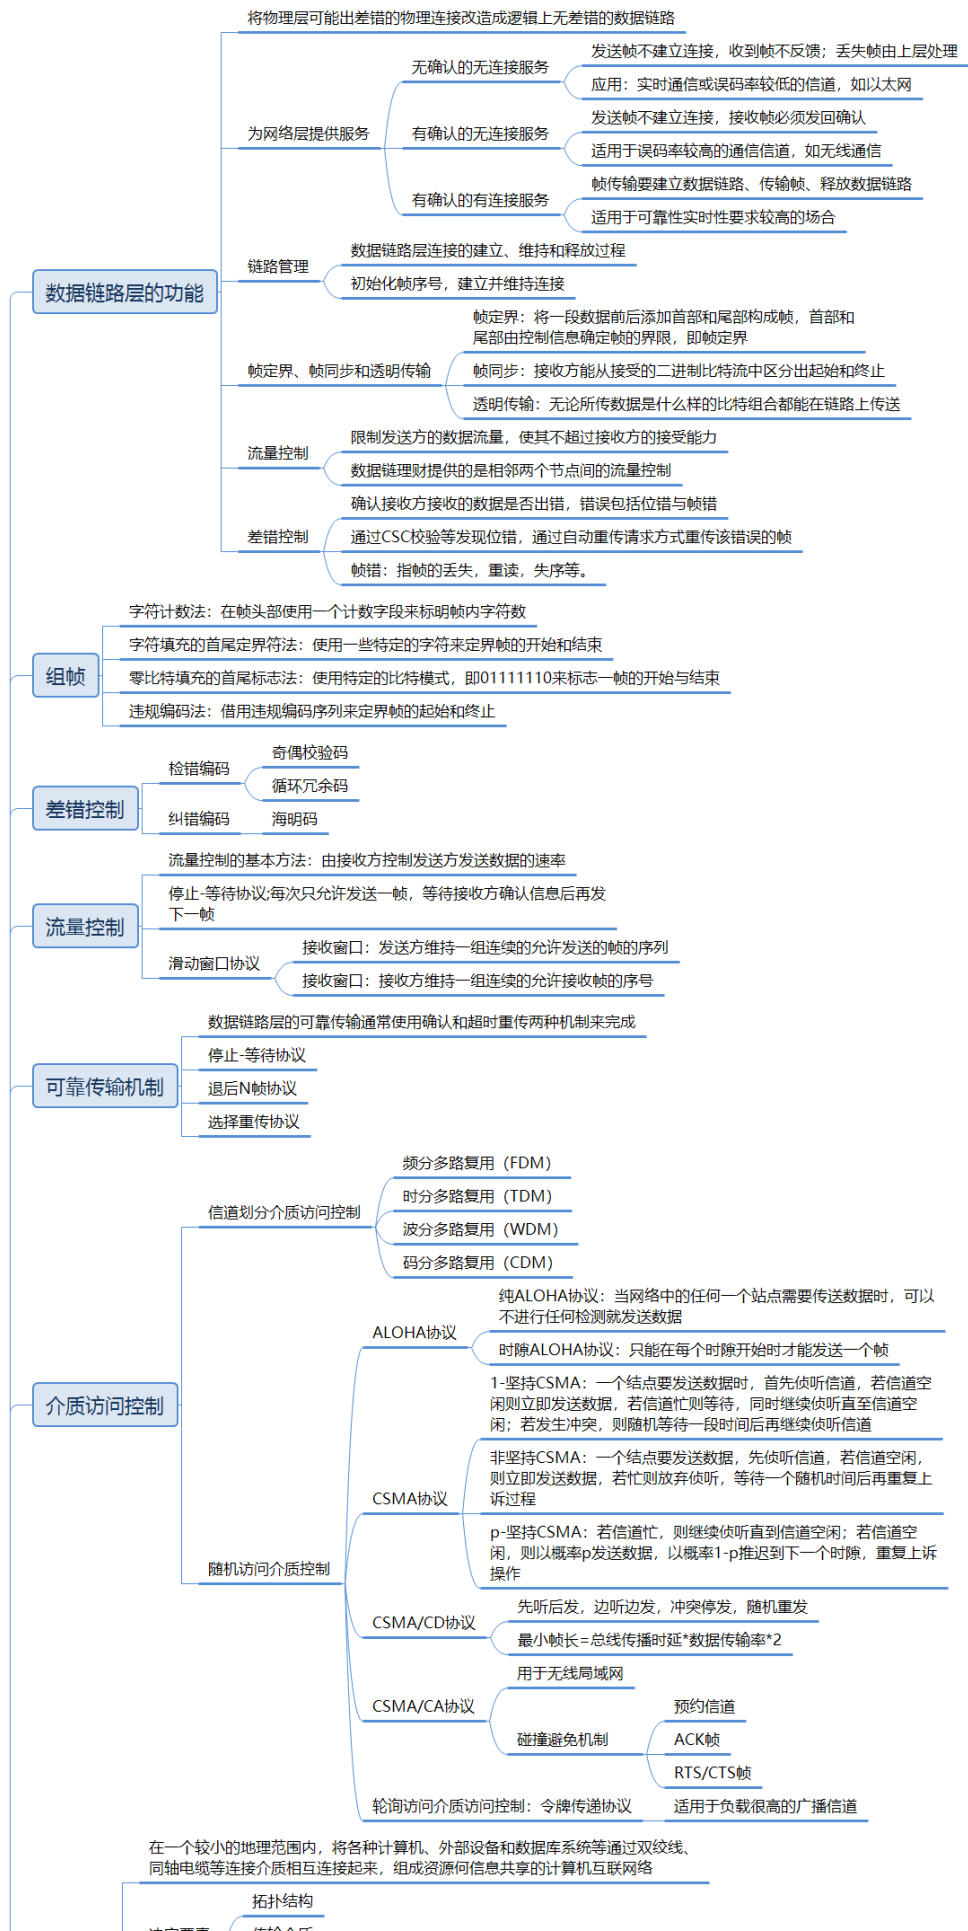 将物理层可能出差错的物理连接改造成逻辑上无差错的数据链路
发送帧不建立连接，收到帧不反馈；丢失帧由上层处理
无确认的无连接服务
应用：实时通信或误码率较低的信道，如以太网
发送帧不建立连接，接收帧必须发回确认
为网络层提供服务
有确认的无连接服务
适用于误码率较高的通信信道，如无线通信
帧传输要建立数据链路、传输帧、释放数据链路
有确认的有连接服务
适用于可靠性实时性要求较高的场合
数据链路层连接的建立、维持和释放过程
链路管理
初始化帧序号，建立并维持连接
数据链路层的功能
帧定界：将一段数据前后添加首部和尾部构成帧，首部和
尾部由控制信息确定帧的界限，即帧定界
帧定界、帧同步和透明传输
帧同步：接收方能从接受的二进制比特流中区分出起始和终止
透明传输：无论所传数据是什么样的比特组合都能在链路上传送
限制发送方的数据流量，使其不超过接收方的接受能力
流量控制
数据链理财提供的是相邻两个节点间的流量控制
确认接收方接收的数据是否出错，错误包括位错与帧错
差错控制
通过CSC校验等发现位错，通过自动重传请求方式重传该错误的帧
帧错：指帧的丢失，重读，失序等。
字符计数法：在帧头部使用一个计数字段来标明帧内字符数
字符填充的首尾定界符法：使用一些特定的字符来定界帧的开始和结束
组帧
零比特填充的首尾标志法：使用特定的比特模式，即01111110来标志一帧的开始与结束
违规编码法：借用违规编码序列来定界帧的起始和终止
奇偶校验码
检错编码
循环冗余码
差错控制
纠错编码
海明码
流量控制的基本方法：由接收方控制发送方发送数据的速率
停止-等待协议;每次只允许发送一帧，等待接收方确认信息后再发
下一帧
流量控制
接收窗口：发送方维持一组连续的允许发送的帧的序列
滑动窗口协议
接收窗口：接收方维持一组连续的允许接收帧的序号
数据链路层的可靠传输通常使用确认和超时重传两种机制来完成
停止-等待协议
可靠传输机制
退后N帧协议
选择重传协议
频分多路复用（FDM）
时分多路复用（TDM）
信道划分介质访问控制
波分多路复用（WDM）
码分多路复用（CDM）
纯ALOHA协议：当网络中的任何一个站点需要传送数据时，可以
不进行任何检测就发送数据
ALOHA协议
时隙ALOHA协议：只能在每个时隙开始时才能发送一个帧
介质访问控制
1-坚持CSMA：一个结点要发送数据时，首先侦听信道，若信道空
闲则立即发送数据，若信道忙则等待，同时继续侦听直至信道空
闲；若发生冲突，则随机等待一段时间后再继续侦听信道
非坚持CSMA：一个结点要发送数据，先侦听信道，若信道空闲，
则立即发送数据，若忙则放弃侦听，等待一个随机时间后再重复上
诉过程
CSMA协议
p-坚持CSMA：若信道忙，则继续侦听直到信道空闲；若信道空
闲，则以概率p发送数据，以概率1-p推迟到下一个时隙，重复上诉
操作
随机访问介质控制
先听后发，边听边发，冲突停发，随机重发
CSMA/CD协议
最小帧长=总线传播时延*数据传输率*2
用于无线局域网
CSMA/CA协议
预约信道
碰撞避免机制
ACK帧
RTS/CTS帧
轮询访问介质访问控制：令牌传递协议
适用于负载很高的广播信道
在一个较小的地理范围内，将各种计算机、外部设备和数据库系统等通过双绞线、
同轴电缆等连接介质相互连接起来，组成资源何信息共享的计算机互联网络
拓扑结构